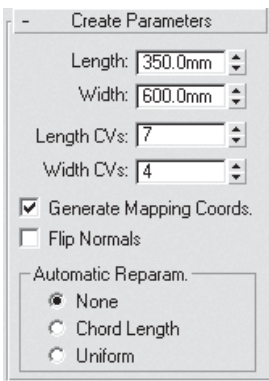 - Create Parameters
Length: 350.0mm
Width: 600.0mm
Length CVs: 7
Width CVs: 4
Generate Mapping Coords.
Flip Normals
Automatic Reparam.
None
Chord Length
Uniform